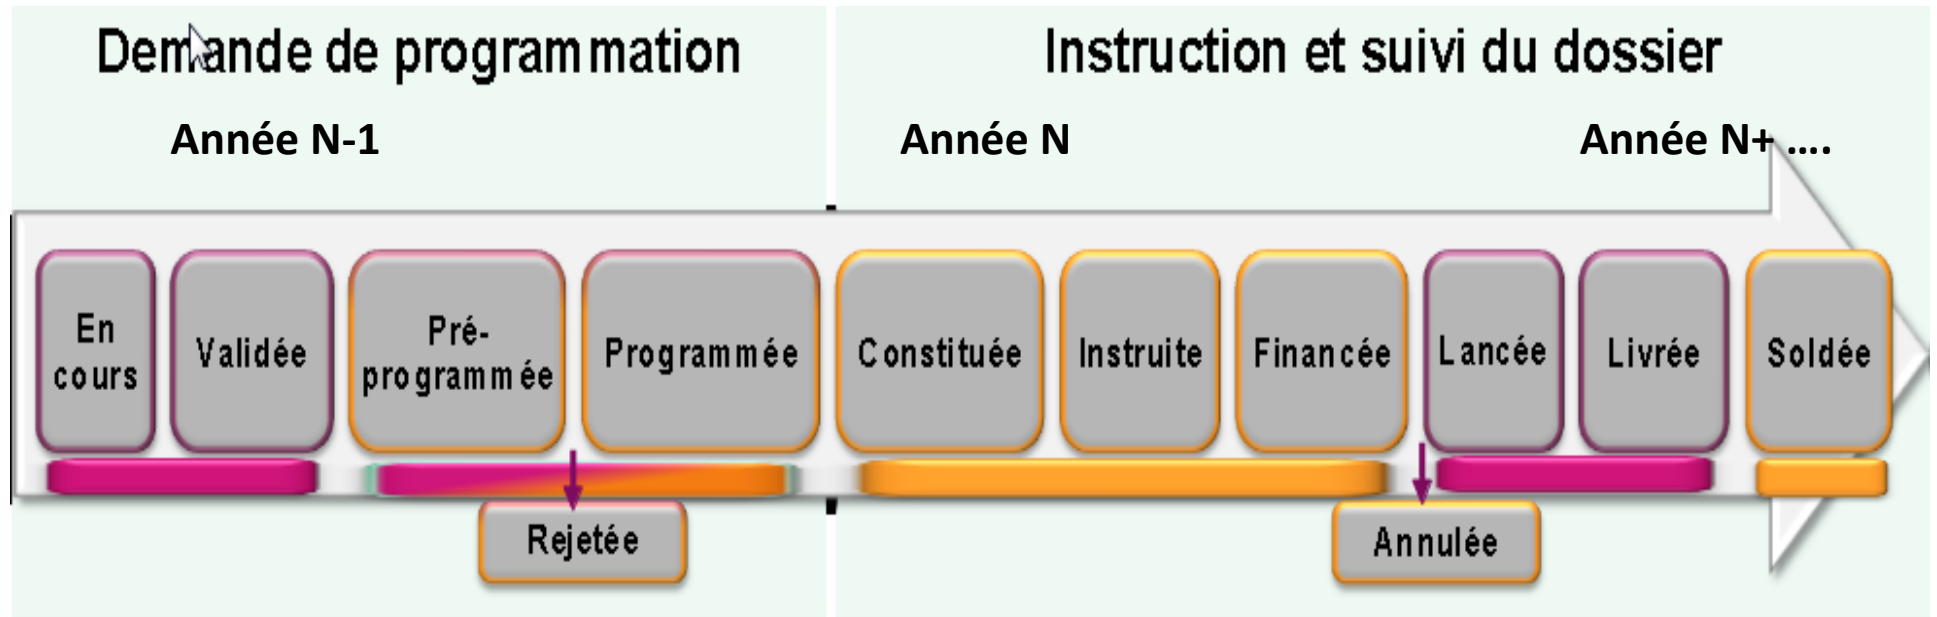 Demande de programmation
Instruction et suivi du dossier
Année N-1
Année N
Année N+ ....
En
cours
Validée
Pré-
programmée
Programmée
Constituée
Instruite
Financée
Lancée
Livrée
Soldée
Rejetée
Annulée